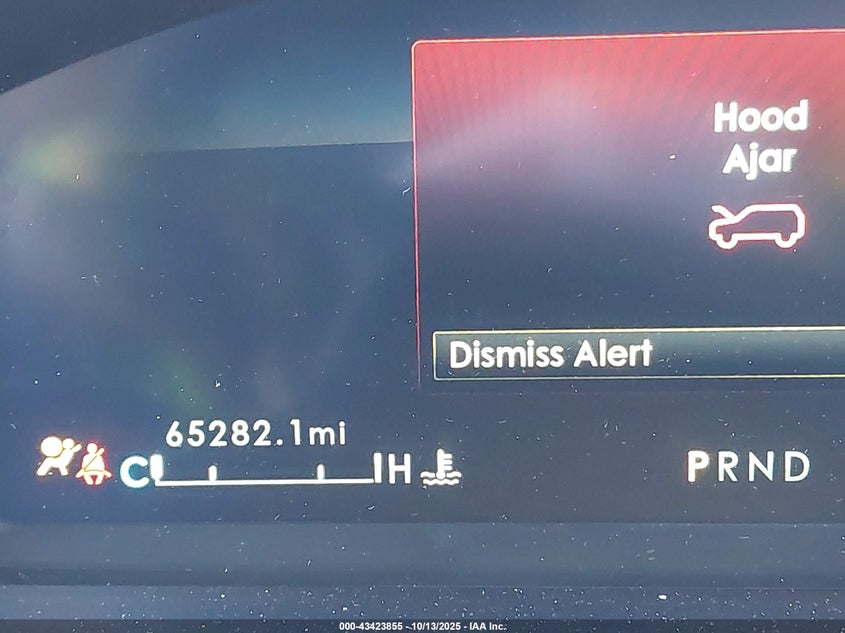 Hood
Ajar
Dismiss Alert
65282.1mi
C H
PRND
000-43423855 - 10/13/2025 - IAA Inc.